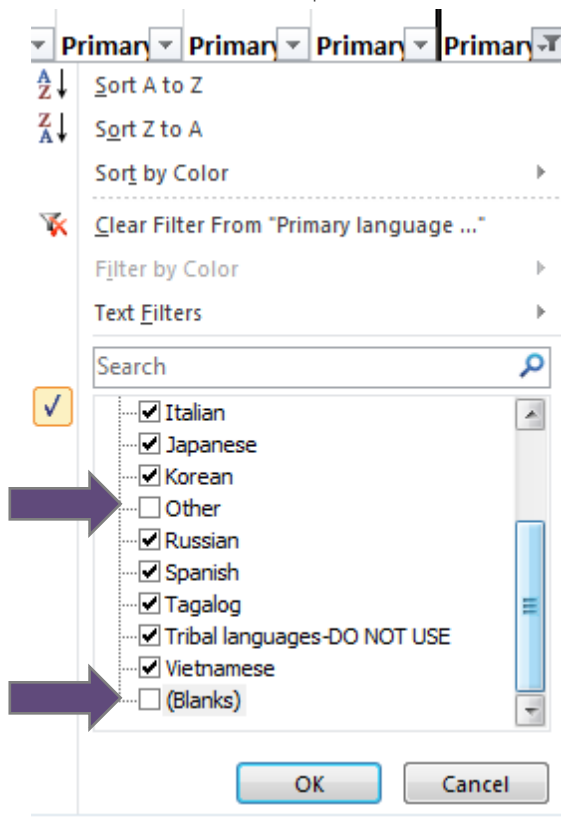 Primary Primary Primary Primary
Sort A to Z
Sort Z to A
Sort by Color
Clear Filter From "Primary language ..."
Filter by Color
Text Filters
Search
Italian
Japanese
Korean
Other
Russian
Spanish
Tagalog
Tribal languages-DO NOT USE
Vietnamese
(Blanks)
OK Cancel